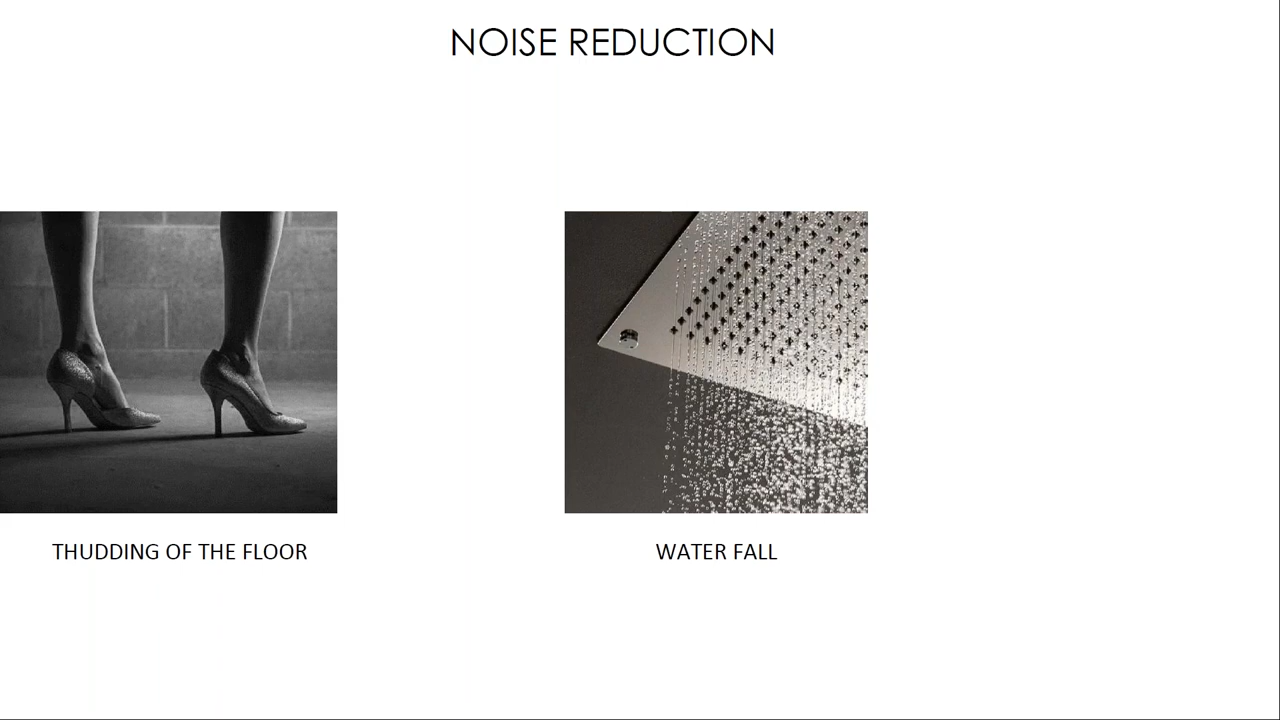 NOISE REDUCTION
THUDDING OF THE FLOOR
WATER FALL